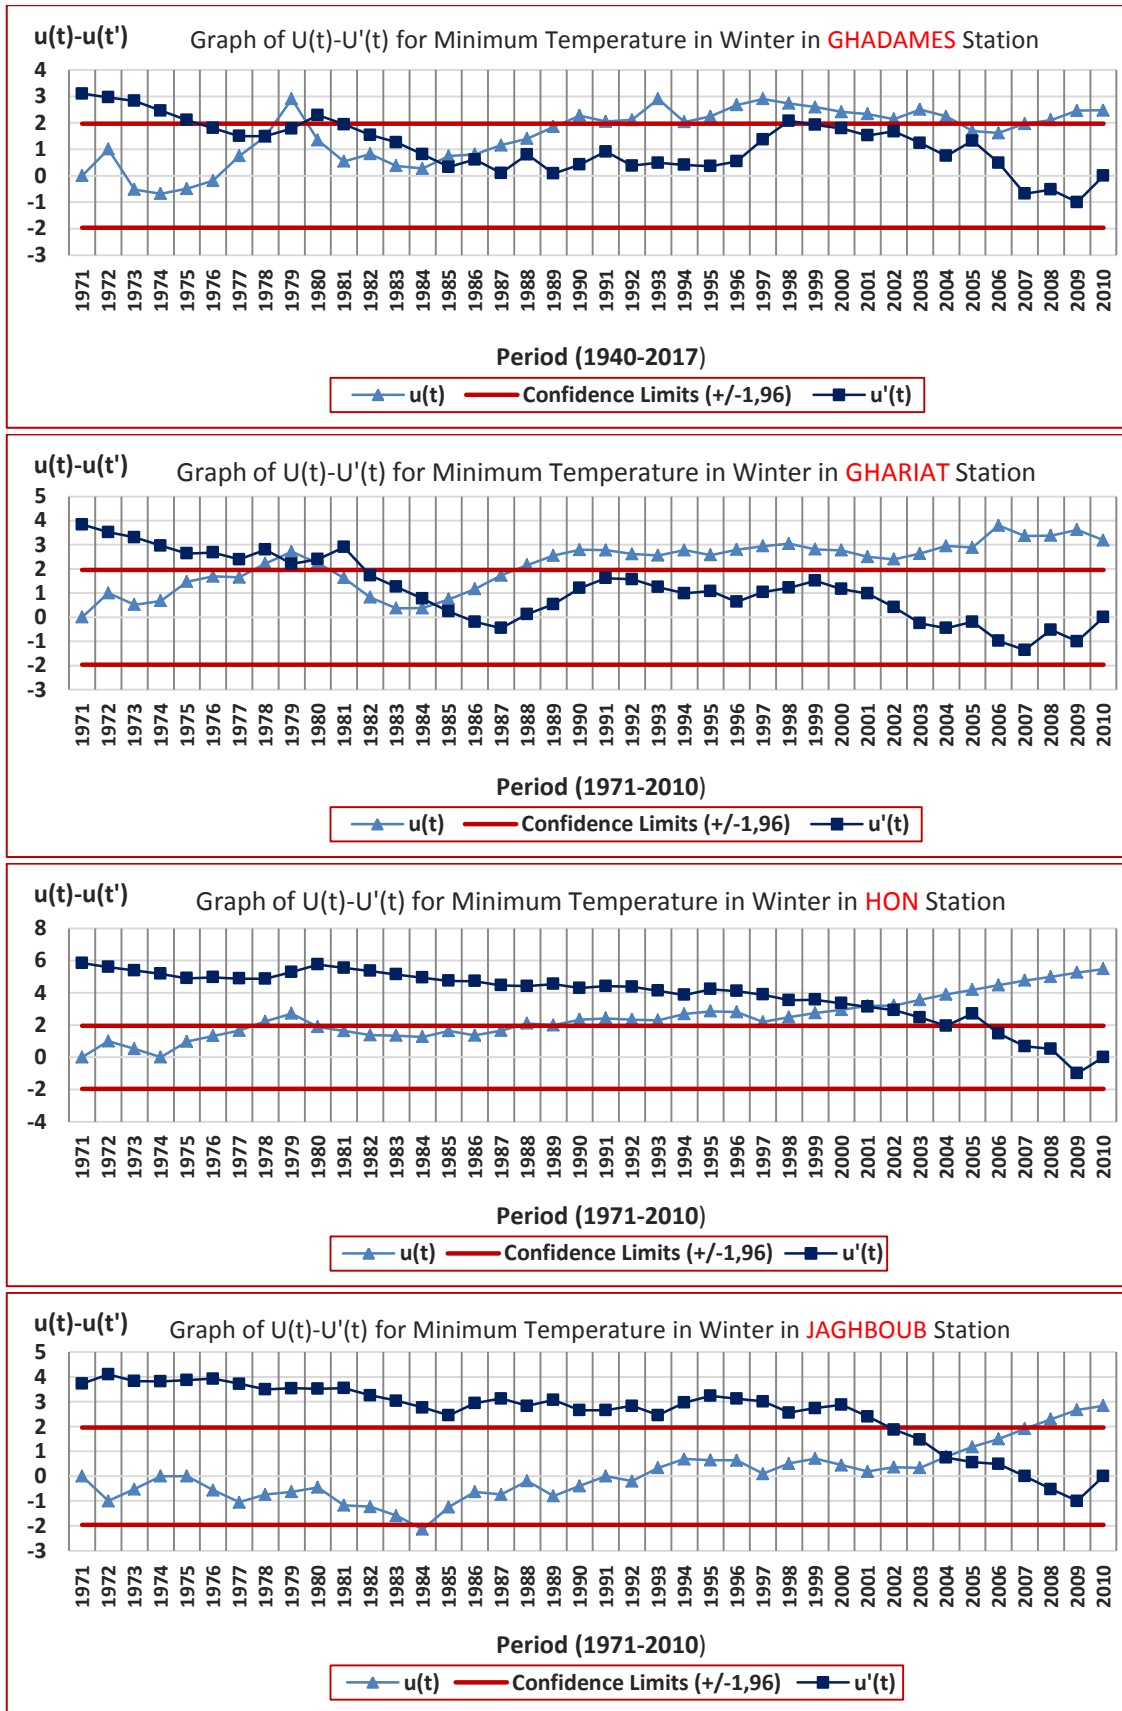 u(t)-u(t')
Graph of U(t)-U'(t) for Minimum Temperature in Winter in GHADAMES Station
4
3
2
1
0
-1
-2
-3
1971 1972 1973 1974 1975 1976 1977 1978 1979 1980 1981 1982 1983 1984 1985 1986 1987 1988 1989 1990 1991 1992 1993 1994 1995 1996 1997 1998 1999 2000 2001 2002 2003 2004 2005 2006 2007 2008 2009 2010
Period (1940-2017)
u(t) Confidence Limits (+/-1,96) u'(t)
u(t)-u(t')
Graph of U(t)-U'(t) for Minimum Temperature in Winter in GHARIAT Station
5
4
3
2
1
0
-1
-2
-3
1971 1972 1973 1974 1975 1976 1977 1978 1979 1980 1981 1982 1983 1984 1985 1986 1987 1988 1989 1990 1991 1992 1993 1994 1995 1996 1997 1998 1999 2000 2001 2002 2003 2004 2005 2006 2007 2008 2009 2010
Period (1971-2010)
u(t) Confidence Limits (+/-1,96) u'(t)
u(t)-u(t')
Graph of U(t)-U'(t) for Minimum Temperature in Winter in HON Station
8
6
4
2
0
-2
-4
1971 1972 1973 1974 1975 1976 1977 1978 1979 1980 1981 1982 1983 1984 1985 1986 1987 1988 1989 1990 1991 1992 1993 1994 1995 1996 1997 1998 1999 2000 2001 2002 2003 2004 2005 2006 2007 2008 2009 2010
Period (1971-2010)
u(t) Confidence Limits (+/-1,96) u'(t)
u(t)-u(t')
Graph of U(t)-U'(t) for Minimum Temperature in Winter in JAGHBOUB Station
5
4
3
2
1
0
-1
-2
-3
1971 1972 1973 1974 1975 1976 1977 1978 1979 1980 1981 1982 1983 1984 1985 1986 1987 1988 1989 1990 1991 1992 1993 1994 1995 1996 1997 1998 1999 2000 2001 2002 2003 2004 2005 2006 2007 2008 2009 2010
Period (1971-2010)
u(t) Confidence Limits (+/-1,96) u'(t)